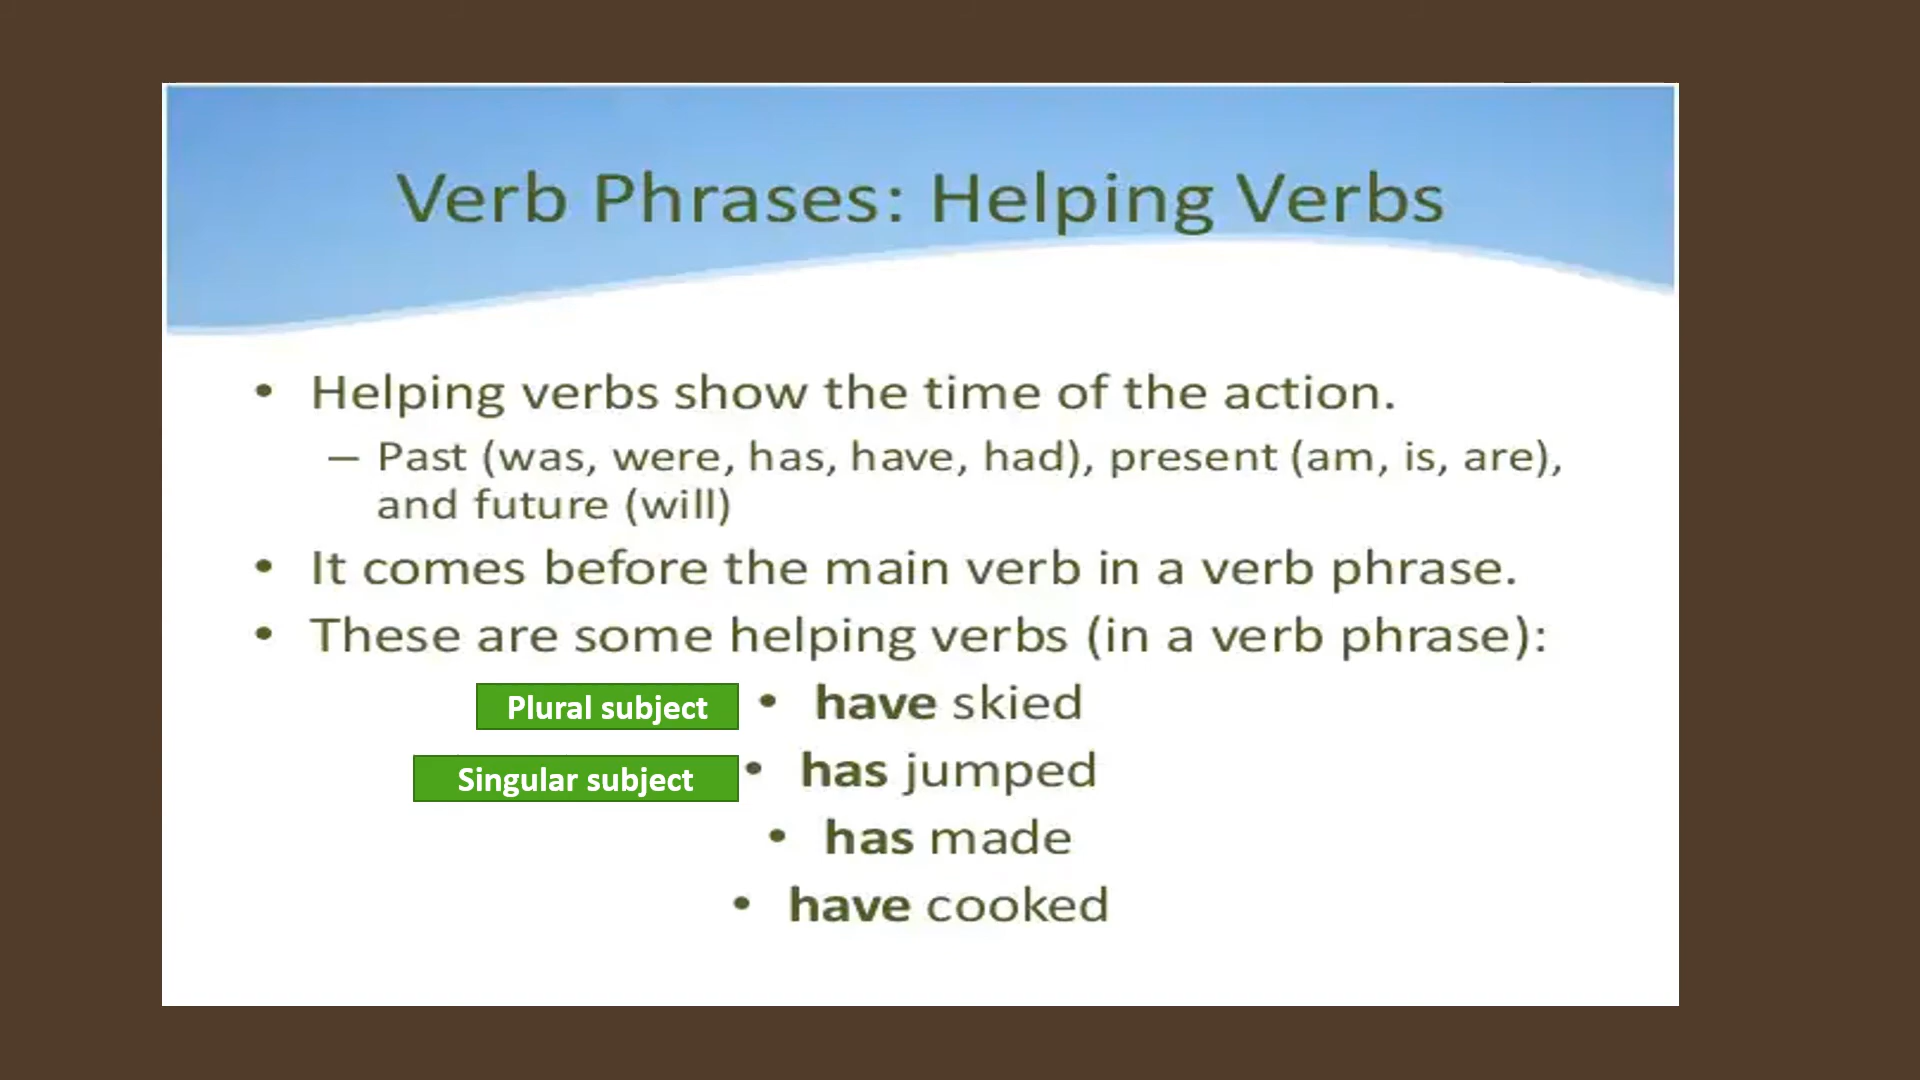 Verb Phrases: Helping Verbs
• Helping verbs show the time of the action.
– Past (was, were, has, have, had), present (am, is, are),
and future (will)
• It comes before the main verb in a verb phrase.
• These are some helping verbs (in a verb phrase):
Plural subject • have skied
Singular subject • has jumped
• has made
• have cooked